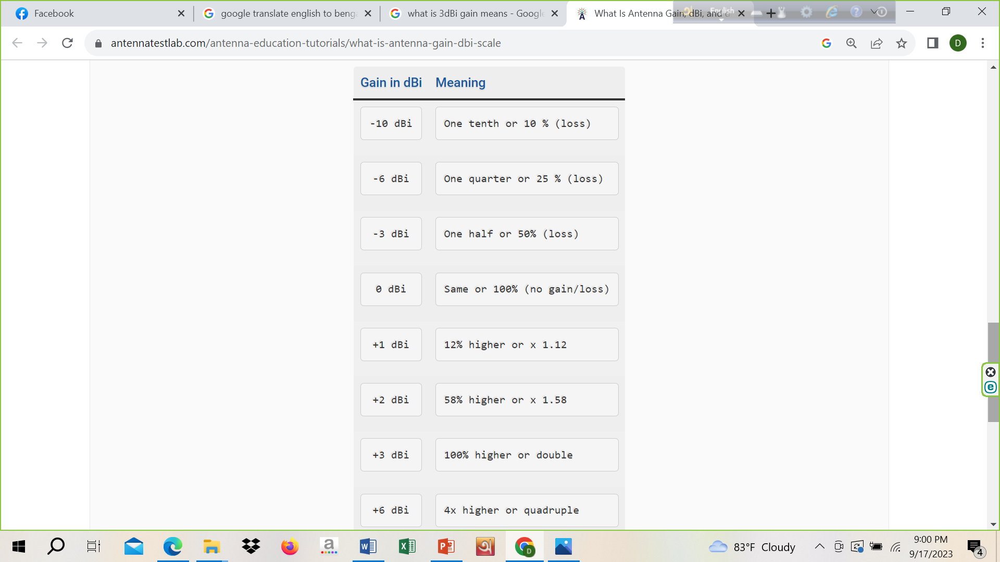 Facebook
google translate english to benga
what is 3dBi gain means - Google
What Is Antenna Gain, dBi, and d
English
antennatestlab.com/antenna-education-tutorials/what-is-antenna-gain-dbi-scale
D
Gain in dBi Meaning
-10 dBi One tenth or 10 % (loss)
-6 dBi One quarter or 25 % (loss)
-3 dBi One half or 50% (loss)
0 dBi Same or 100% (no gain/loss)
+1 dBi 12% higher or x 1.12
+2 dBi 58% higher or x 1.58
+3 dBi 100% higher or double
+6 dBi 4x higher or quadruple
83°F Cloudy
9:00 PM
9/17/2023
4